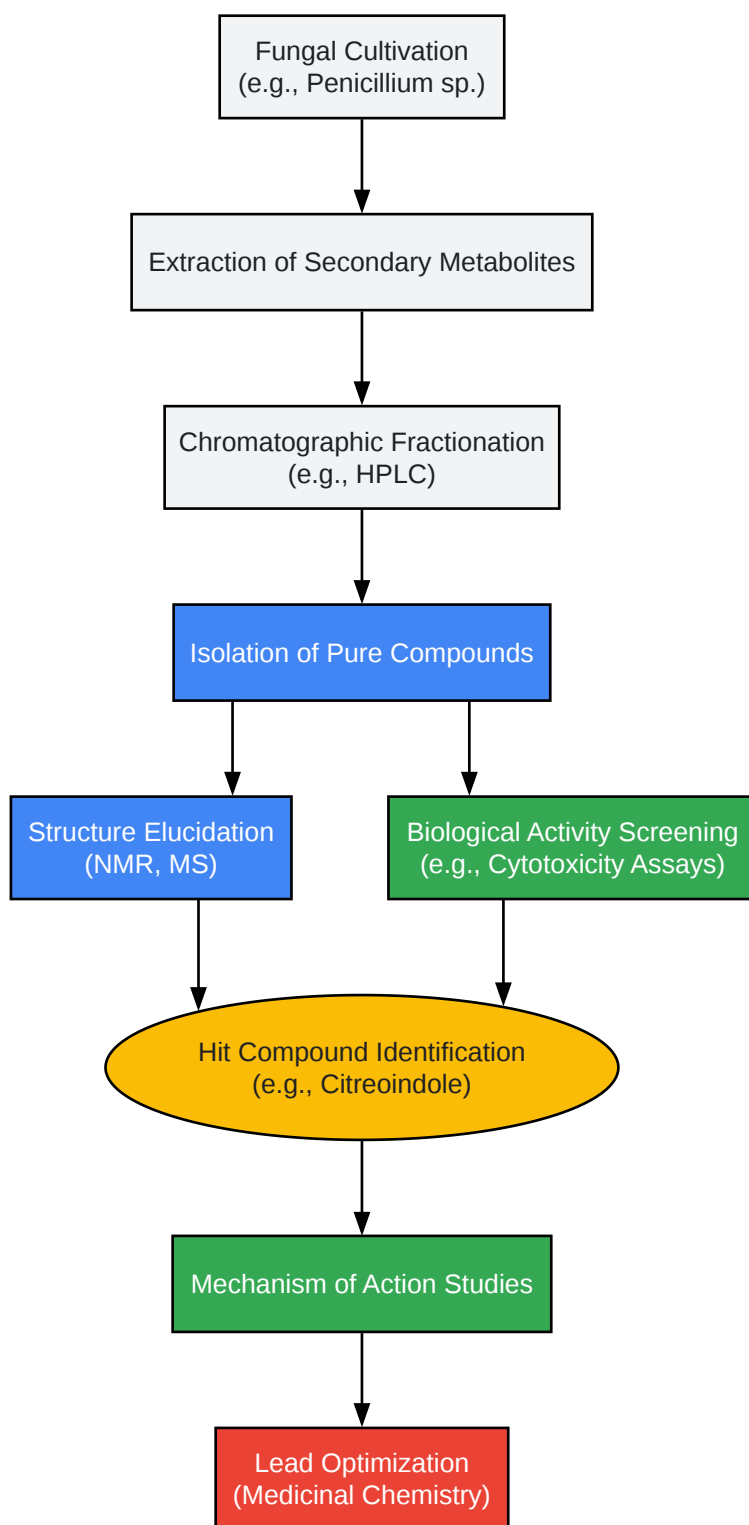 Fungal Cultivation
(e.g., Penicillium sp.)
Extraction of Secondary Metabolites
Chromatographic Fractionation
(e.g., HPLC)
Isolation of Pure Compounds
Structure Elucidation
(NMR, MS)
Biological Activity Screening
(e.g., Cytotoxicity Assays)
Hit Compound Identification
(e.g., Citreoindole)
Mechanism of Action Studies
Lead Optimization
(Medicinal Chemistry)